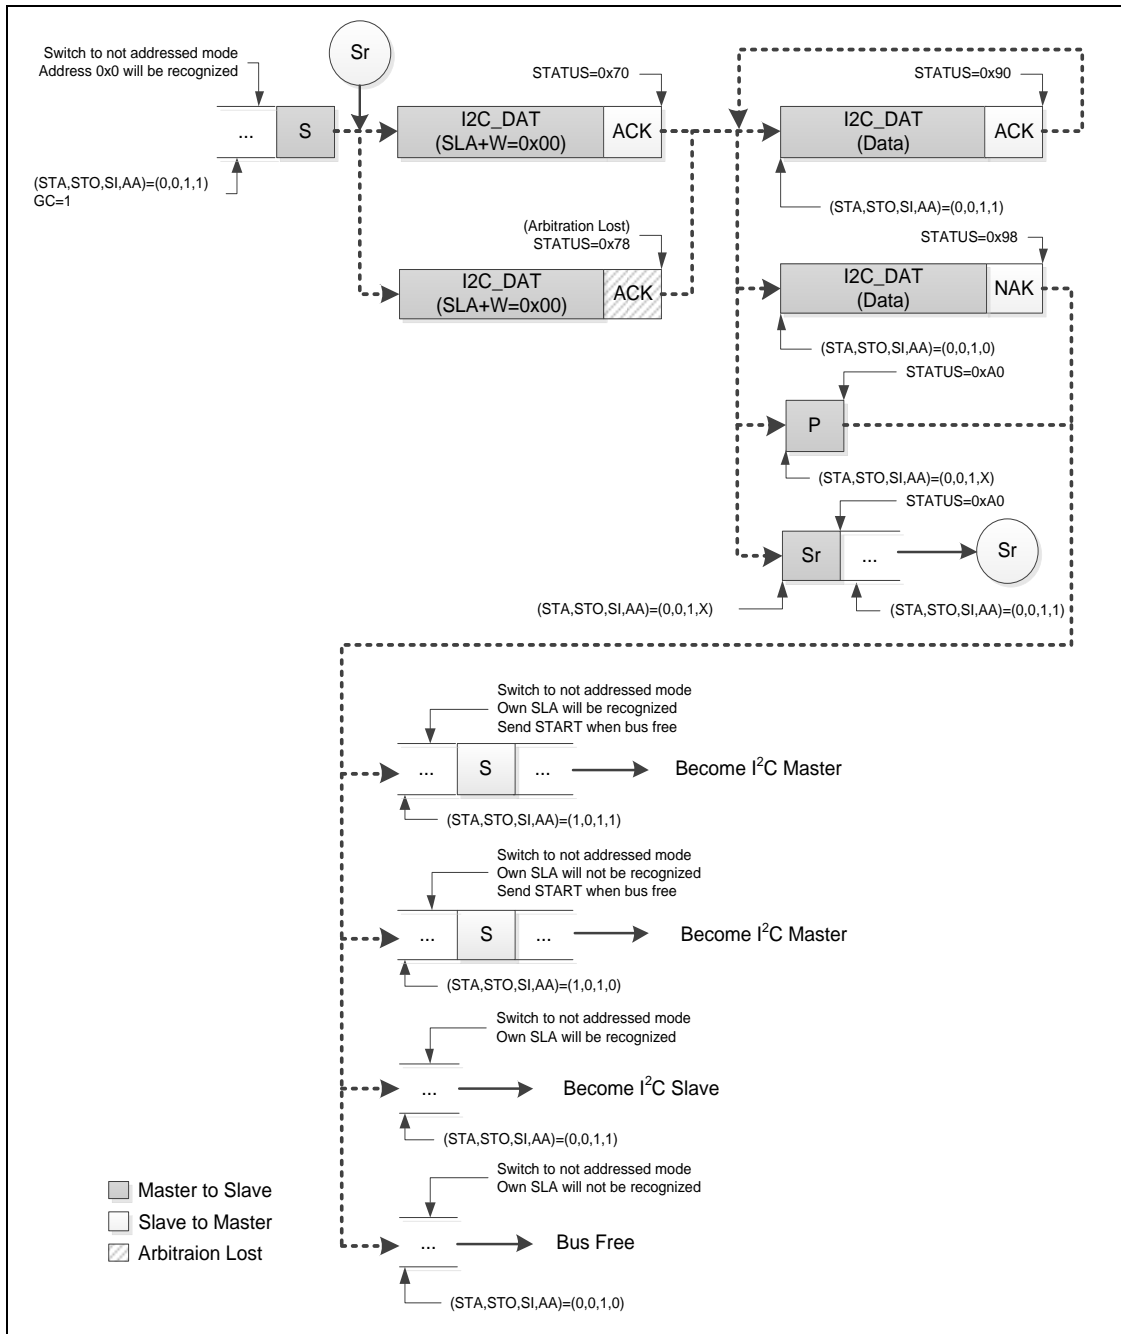 Sr
Switch to not addressed mode
Address 0x0 will be recognized
STATUS=0x70
STATUS=0x90
...
S
I2C_DAT
(SLA+W=0x00)
ACK
I2C_DAT
(Data)
ACK
(STA,STO,SI,AA)=(0,0,1,1)
GC=1
(STA,STO,SI,AA)=(0,0,1,1)
(Arbitration Lost)
STATUS=0x78
STATUS=0x98
I2C_DAT
(SLA+W=0x00)
ACK
I2C_DAT
(Data)
NAK
(STA,STO,SI,AA)=(0,0,1,0)
STATUS=0xA0
P
(STA,STO,SI,AA)=(0,0,1,X)
STATUS=0xA0
Sr
...
Sr
(STA,STO,SI,AA)=(0,0,1,X)
(STA,STO,SI,AA)=(0,0,1,1)
Switch to not addressed mode
Own SLA will be recognized
Send START when bus free
...
S
...
Become I²C Master
(STA,STO,SI,AA)=(1,0,1,1)
Switch to not addressed mode
Own SLA will not be recognized
Send START when bus free
...
S
...
Become I²C Master
(STA,STO,SI,AA)=(1,0,1,0)
Switch to not addressed mode
Own SLA will be recognized
...
Become I²C Slave
(STA,STO,SI,AA)=(0,0,1,1)
Switch to not addressed mode
Own SLA will not be recognized
...
Bus Free
(STA,STO,SI,AA)=(0,0,1,0)
Master to Slave
Slave to Master
Arbitraion Lost